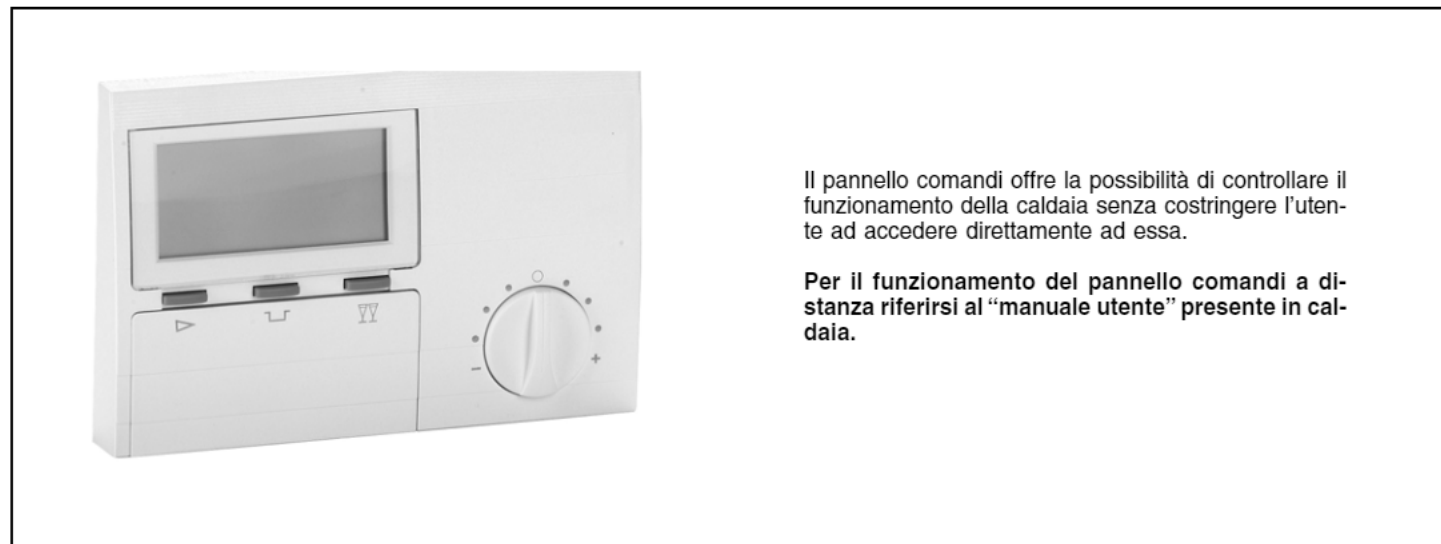 Il pannello comandi offre la possibilità di controllare il
funzionamento della caldaia senza costringere l'uten-
te ad accedere direttamente ad essa.
Per il funzionamento del pannello comandi a di-
stanza riferirsi al “manuale utente” presente in cal-
daia.